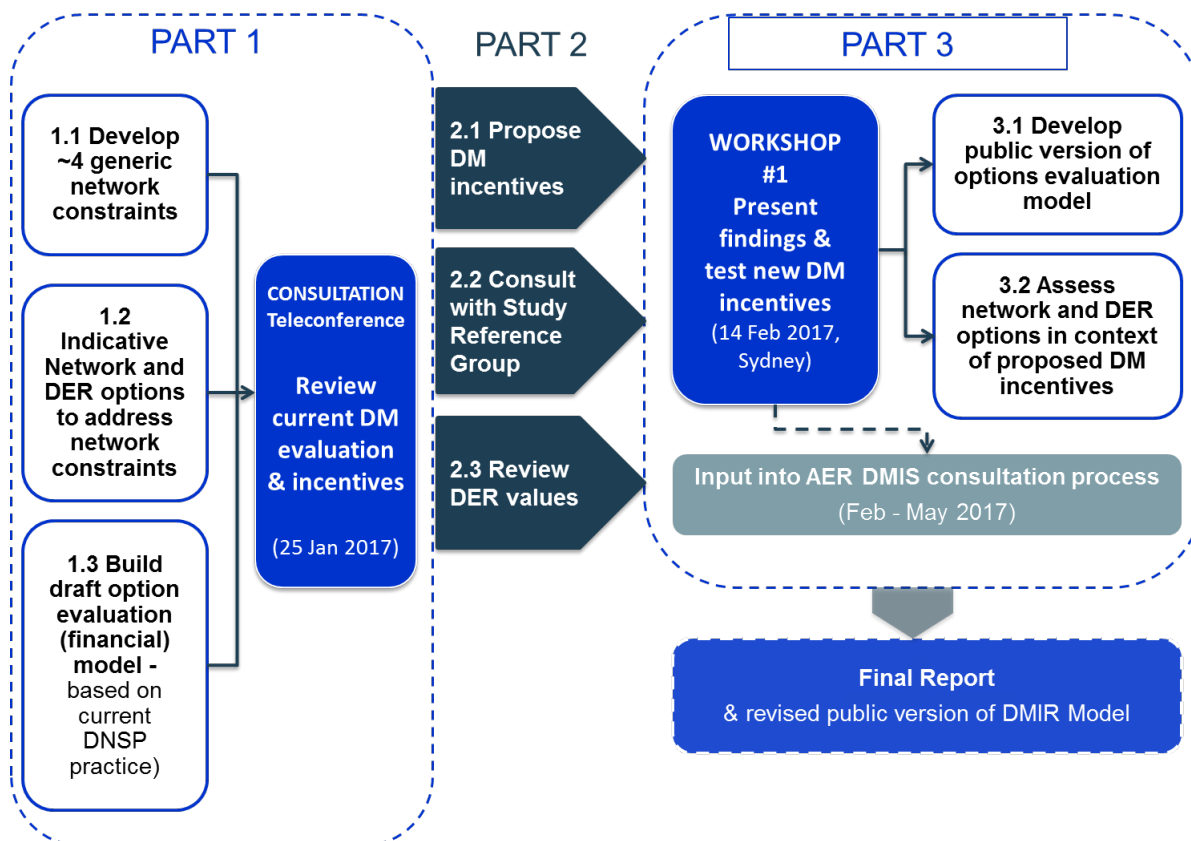 PART 1
1.1 Develop
~4 generic
network
constraints
1.2
Indicative
Network and
DER options
to address
network
constraints
1.3 Build
draft option
evaluation
(financial)
model -
based on
current
DNSP
practice)
CONSULTATION
Teleconference
Review
current DM
evaluation
& incentives
(25 Jan 2017)
PART 2
2.1 Propose
DM
incentives
2.2 Consult
with Study
Reference
Group
2.3 Review
DER values
PART 3
WORKSHOP
#1
Present
findings &
test new DM
incentives
(14 Feb 2017,
Sydney)
3.1 Develop
public version of
options evaluation
model
3.2 Assess
network and DER
options in context
of proposed DM
incentives
Input into AER DMIS consultation process
(Feb - May 2017)
Final Report
& revised public version of DMIR Model